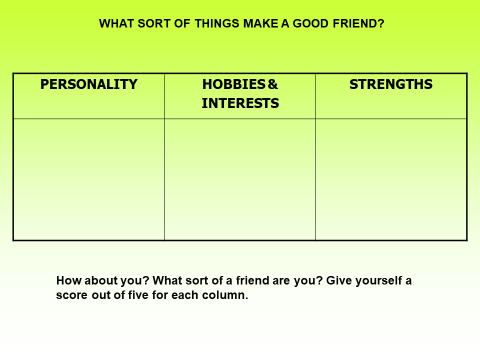 WHAT SORT OF THINGS MAKE A GOOD FRIEND?
PERSONALITY
HOBBIES &
INTERESTS
STRENGTHS
How about you? What sort of a friend are you? Give yourself a
score out of five for each column.